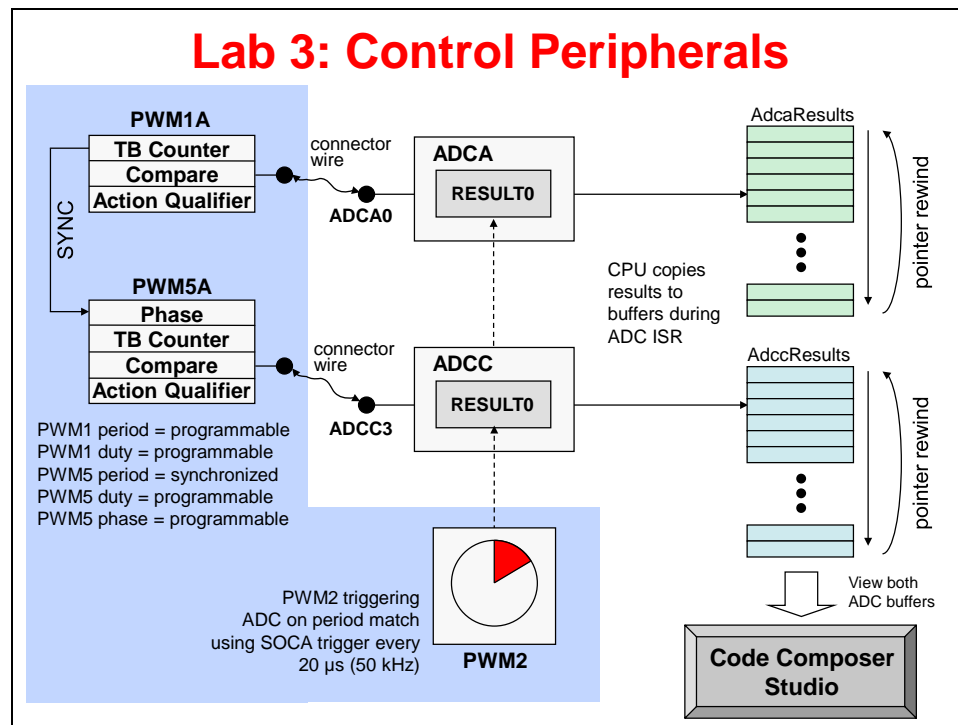 Lab 3: Control Peripherals
PWM1A
TB Counter
Compare
Action Qualifier
SYNC
connector
wire
ADCA0
ADCA
RESULT0
AdcaResults
pointer rewind
PWM5A
Phase
TB Counter
Compare
Action Qualifier
connector
wire
ADCC3
ADCC
RESULT0
CPU copies
results to
buffers during
ADC ISR
AdccResults
pointer rewind
PWM1 period = programmable
PWM1 duty = programmable
PWM5 period = synchronized
PWM5 duty = programmable
PWM5 phase = programmable
PWM2 triggering
ADC on period match
using SOCA trigger every
20 µs (50 kHz)
PWM2
View both
ADC buffers
Code Composer
Studio